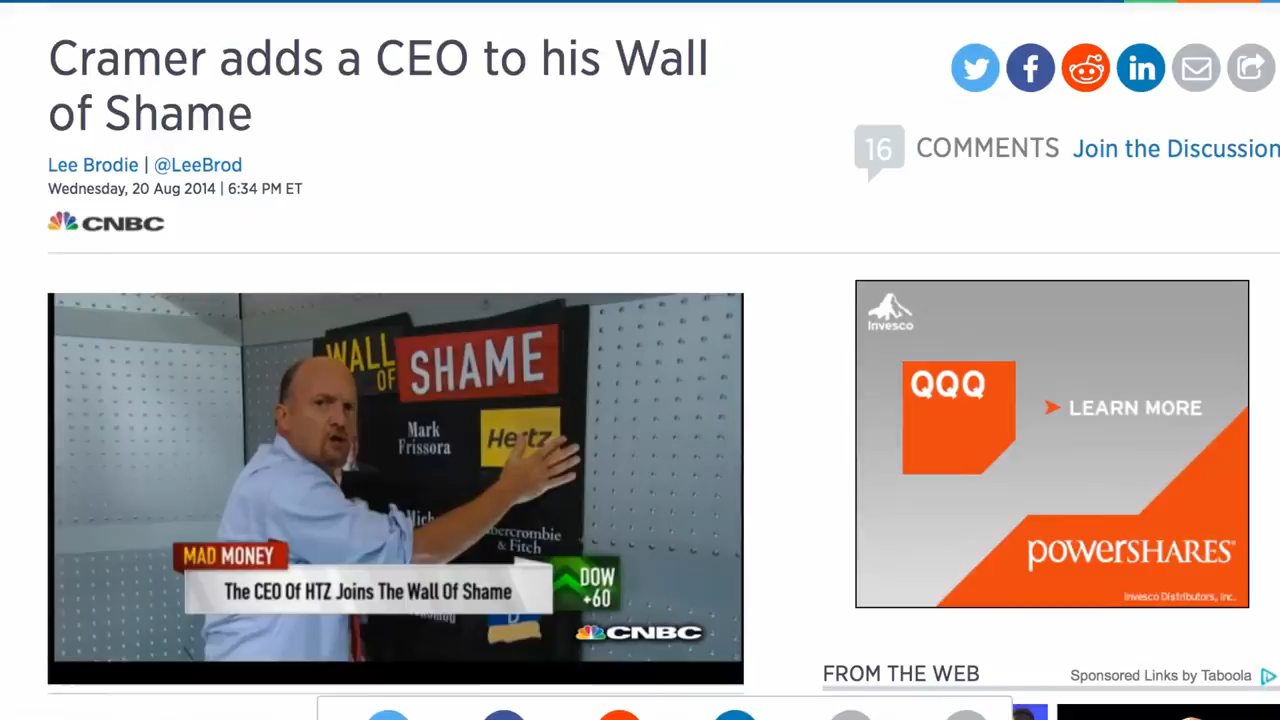 Cramer adds a CEO to his Wall
of Shame
Lee Brodie | @LeeBrod
Wednesday, 20 Aug 2014 | 6:34 PM ET
CNBC
16 COMMENTS Join the Discussion
WALL
OF
SHAME
Mark
Frissora
Hertz
Mich
bercrombie
& Fitch
MAD MONEY
The CEO Of HTZ Joins The Wall Of Shame
DOW
+60
CNBC
Invesco
QQQ
LEARN MORE
powerSHARES®
Invesco Distributors, Inc.
FROM THE WEB
Sponsored Links by Taboola